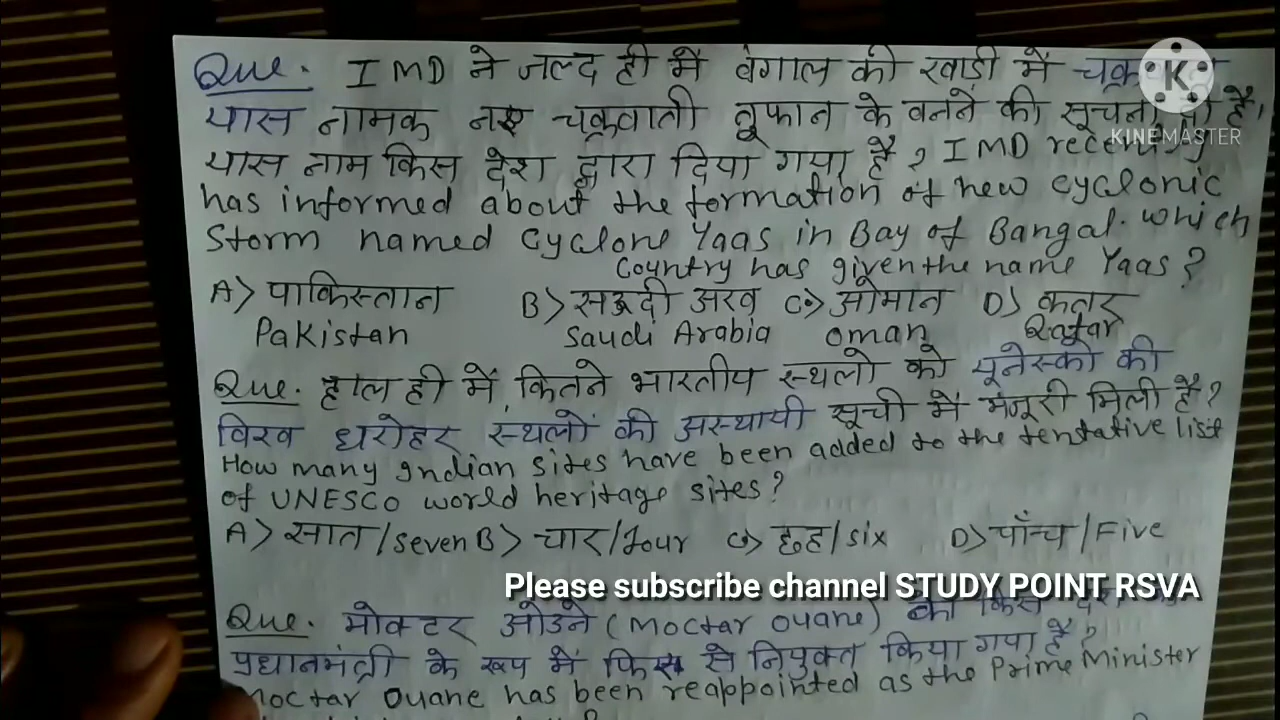 Que. IMD ने जल्द ही में बंगाल की खाडी में
K
यास नामक नए चक्रवाती तूफान के बनने की है,
KINEMASTER
यास नाम किस देश द्वारा दिया गया है? IMD
has informed about the formation of new cyclonic
Storm named Cyclone Yaas in Bay of Bangal. which
Country has given the name Yaas?
A> पाकिस्तान B> सऊदी अरब C> ओमान D> कतर
Pakistan Saudi Arabia Oman Qatar
Que. हाल ही में, कितने भारतीय स्थलो को यूनेस्को की
विश्व धरोहर स्थलों की अस्थायी सूची में मंजूरी मिली है?
How many Indian sites have been added to the tentative list
of UNESCO world heritage sites?
A> सात/seven B> चार/four C> छह/six D> पाँच/Five
Please subscribe channel STUDY POINT RSVA
Que. मोक्टर ओउने (Moctar Ouane) को किस
प्रधानमंत्री के रूप में फिर से नियुक्त किया गया है?
Moctar Ouane has been reappointed as the Prime Minister